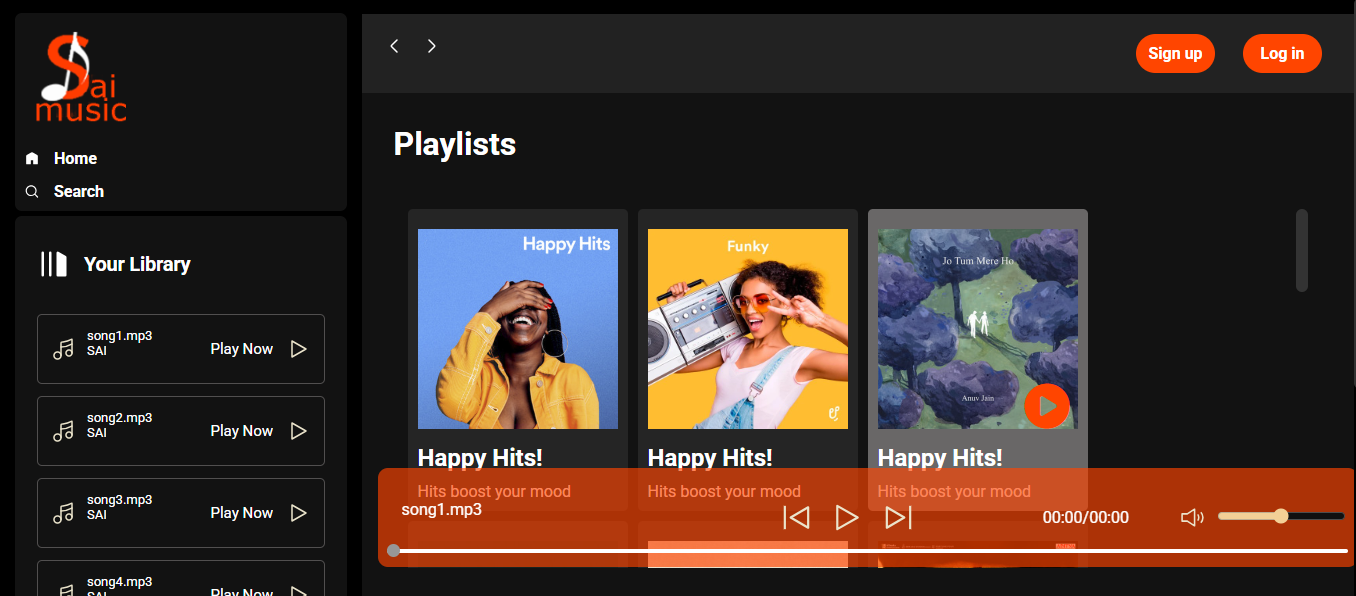 Sai
music
Home
Search
Your Library
song1.mp3
SAI
Play Now
song2.mp3
SAI
Play Now
song3.mp3
SAI
Play Now
song4.mp3
SAI
Play Now
Sign up
Log in
Playlists
Happy Hits
Happy Hits!
Hits boost your mood
Funky
Happy Hits!
Hits boost your mood
Jo Tum Mere Ho
Anuv Jain
Happy Hits!
Hits boost your mood
song1.mp3
00:00/00:00